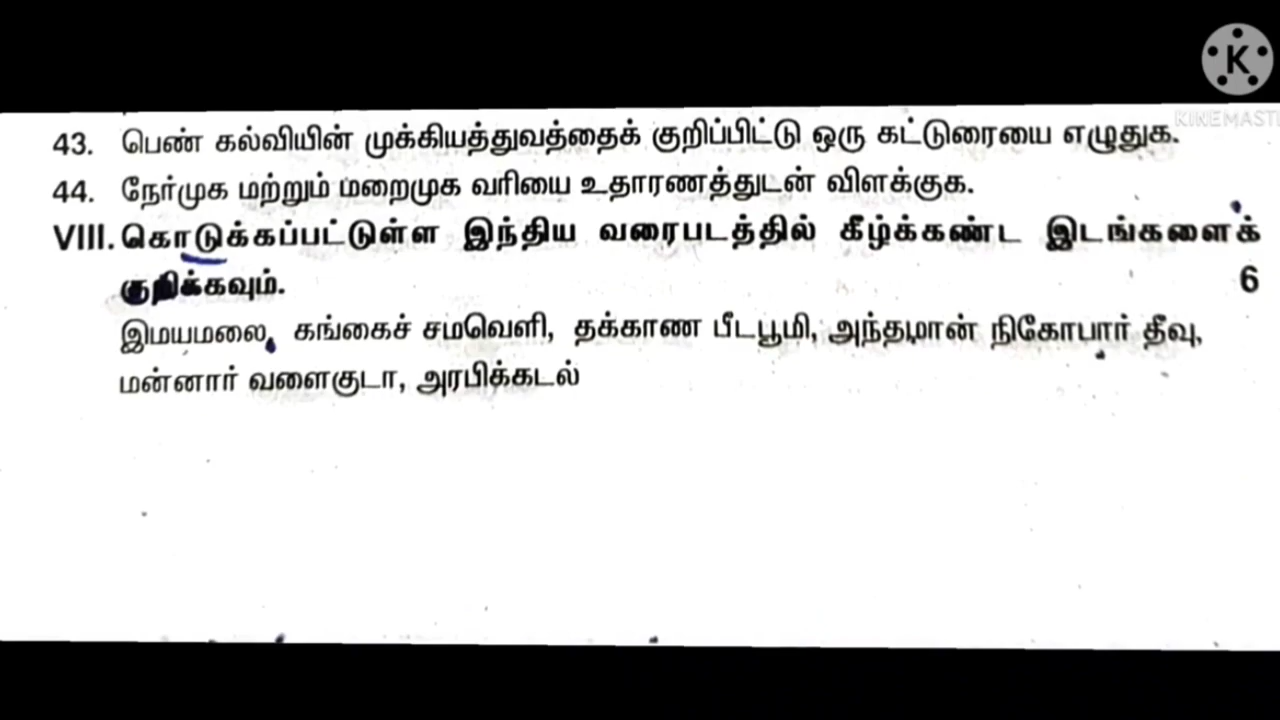 K
KINEMAST
43. பெண் கல்வியின் முக்கியத்துவத்தைக் குறிப்பிட்டு ஒரு கட்டுரையை எழுதுக.
44. நேர்முக மற்றும் மறைமுக வரியை உதாரணத்துடன் விளக்குக.
VIII. கொடுக்கப்பட்டுள்ள இந்திய வரைபடத்தில் கீழ்க்கண்ட இடங்களைக்
குறிக்கவும். 6
இமயமலை, கங்கைச் சமவெளி, தக்காண பீடபூமி, அந்தமான் நிகோபார் தீவு,
மன்னார் வளைகுடா, அரபிக்கடல்